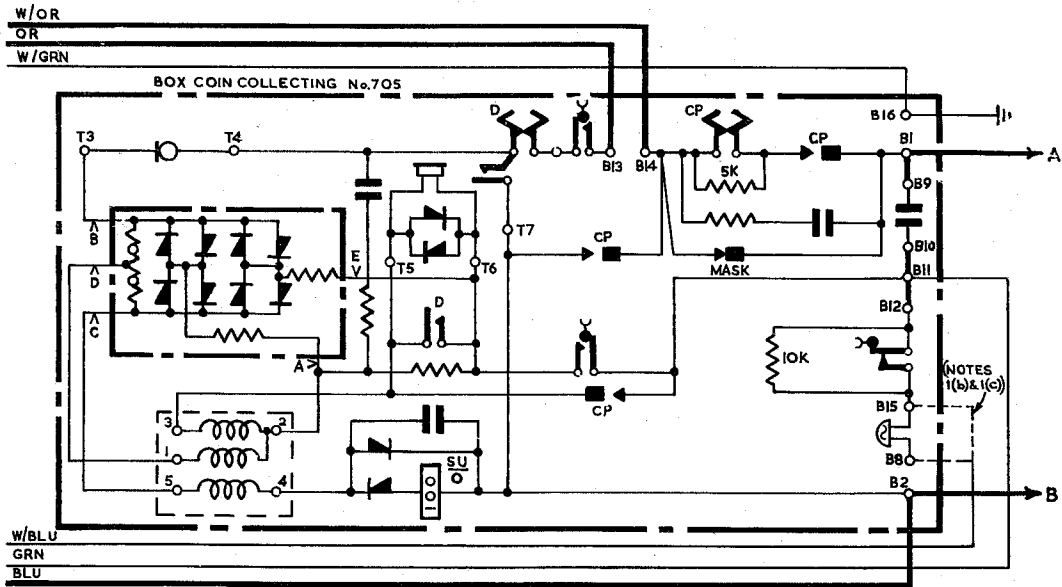 W/OR
OR
W/GRN
BOX COIN COLLECTING No.705
D
CP
B16
T3
T4
B13
B14
CP
B1
A
5K
B9
B
T7
B10
D
E
T5
T6
CP
MASK
B11
C
D
B12
A
10K
(NOTES
1(b) & 1(c))
CP
B15
3
2
1
SU
O
B8
5
4
B2
B
W/BLU
GRN
BLU